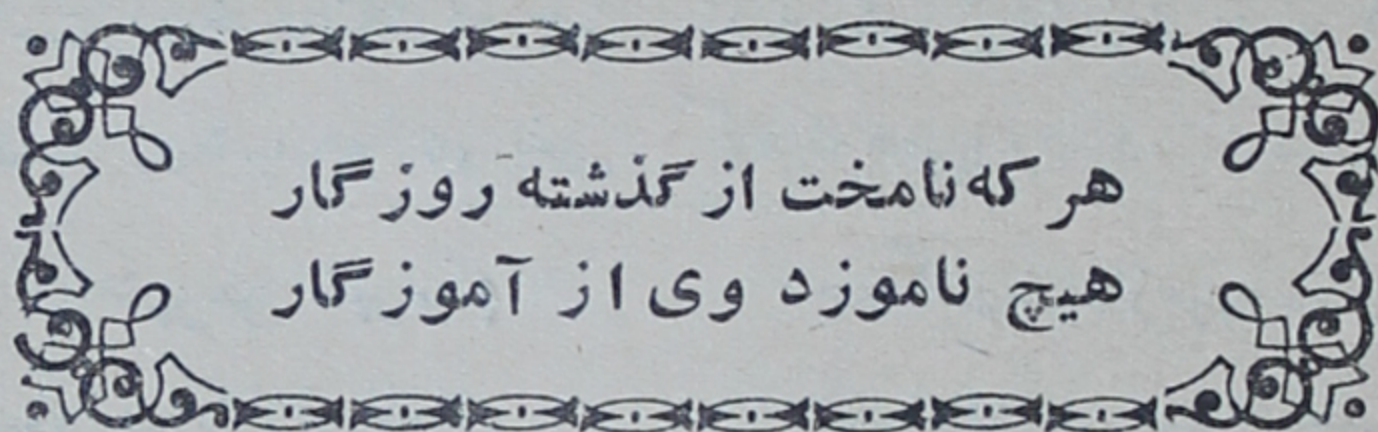 هر که نامخت از گذشته روزگار
هیچ ناموزد وی از آموزگار